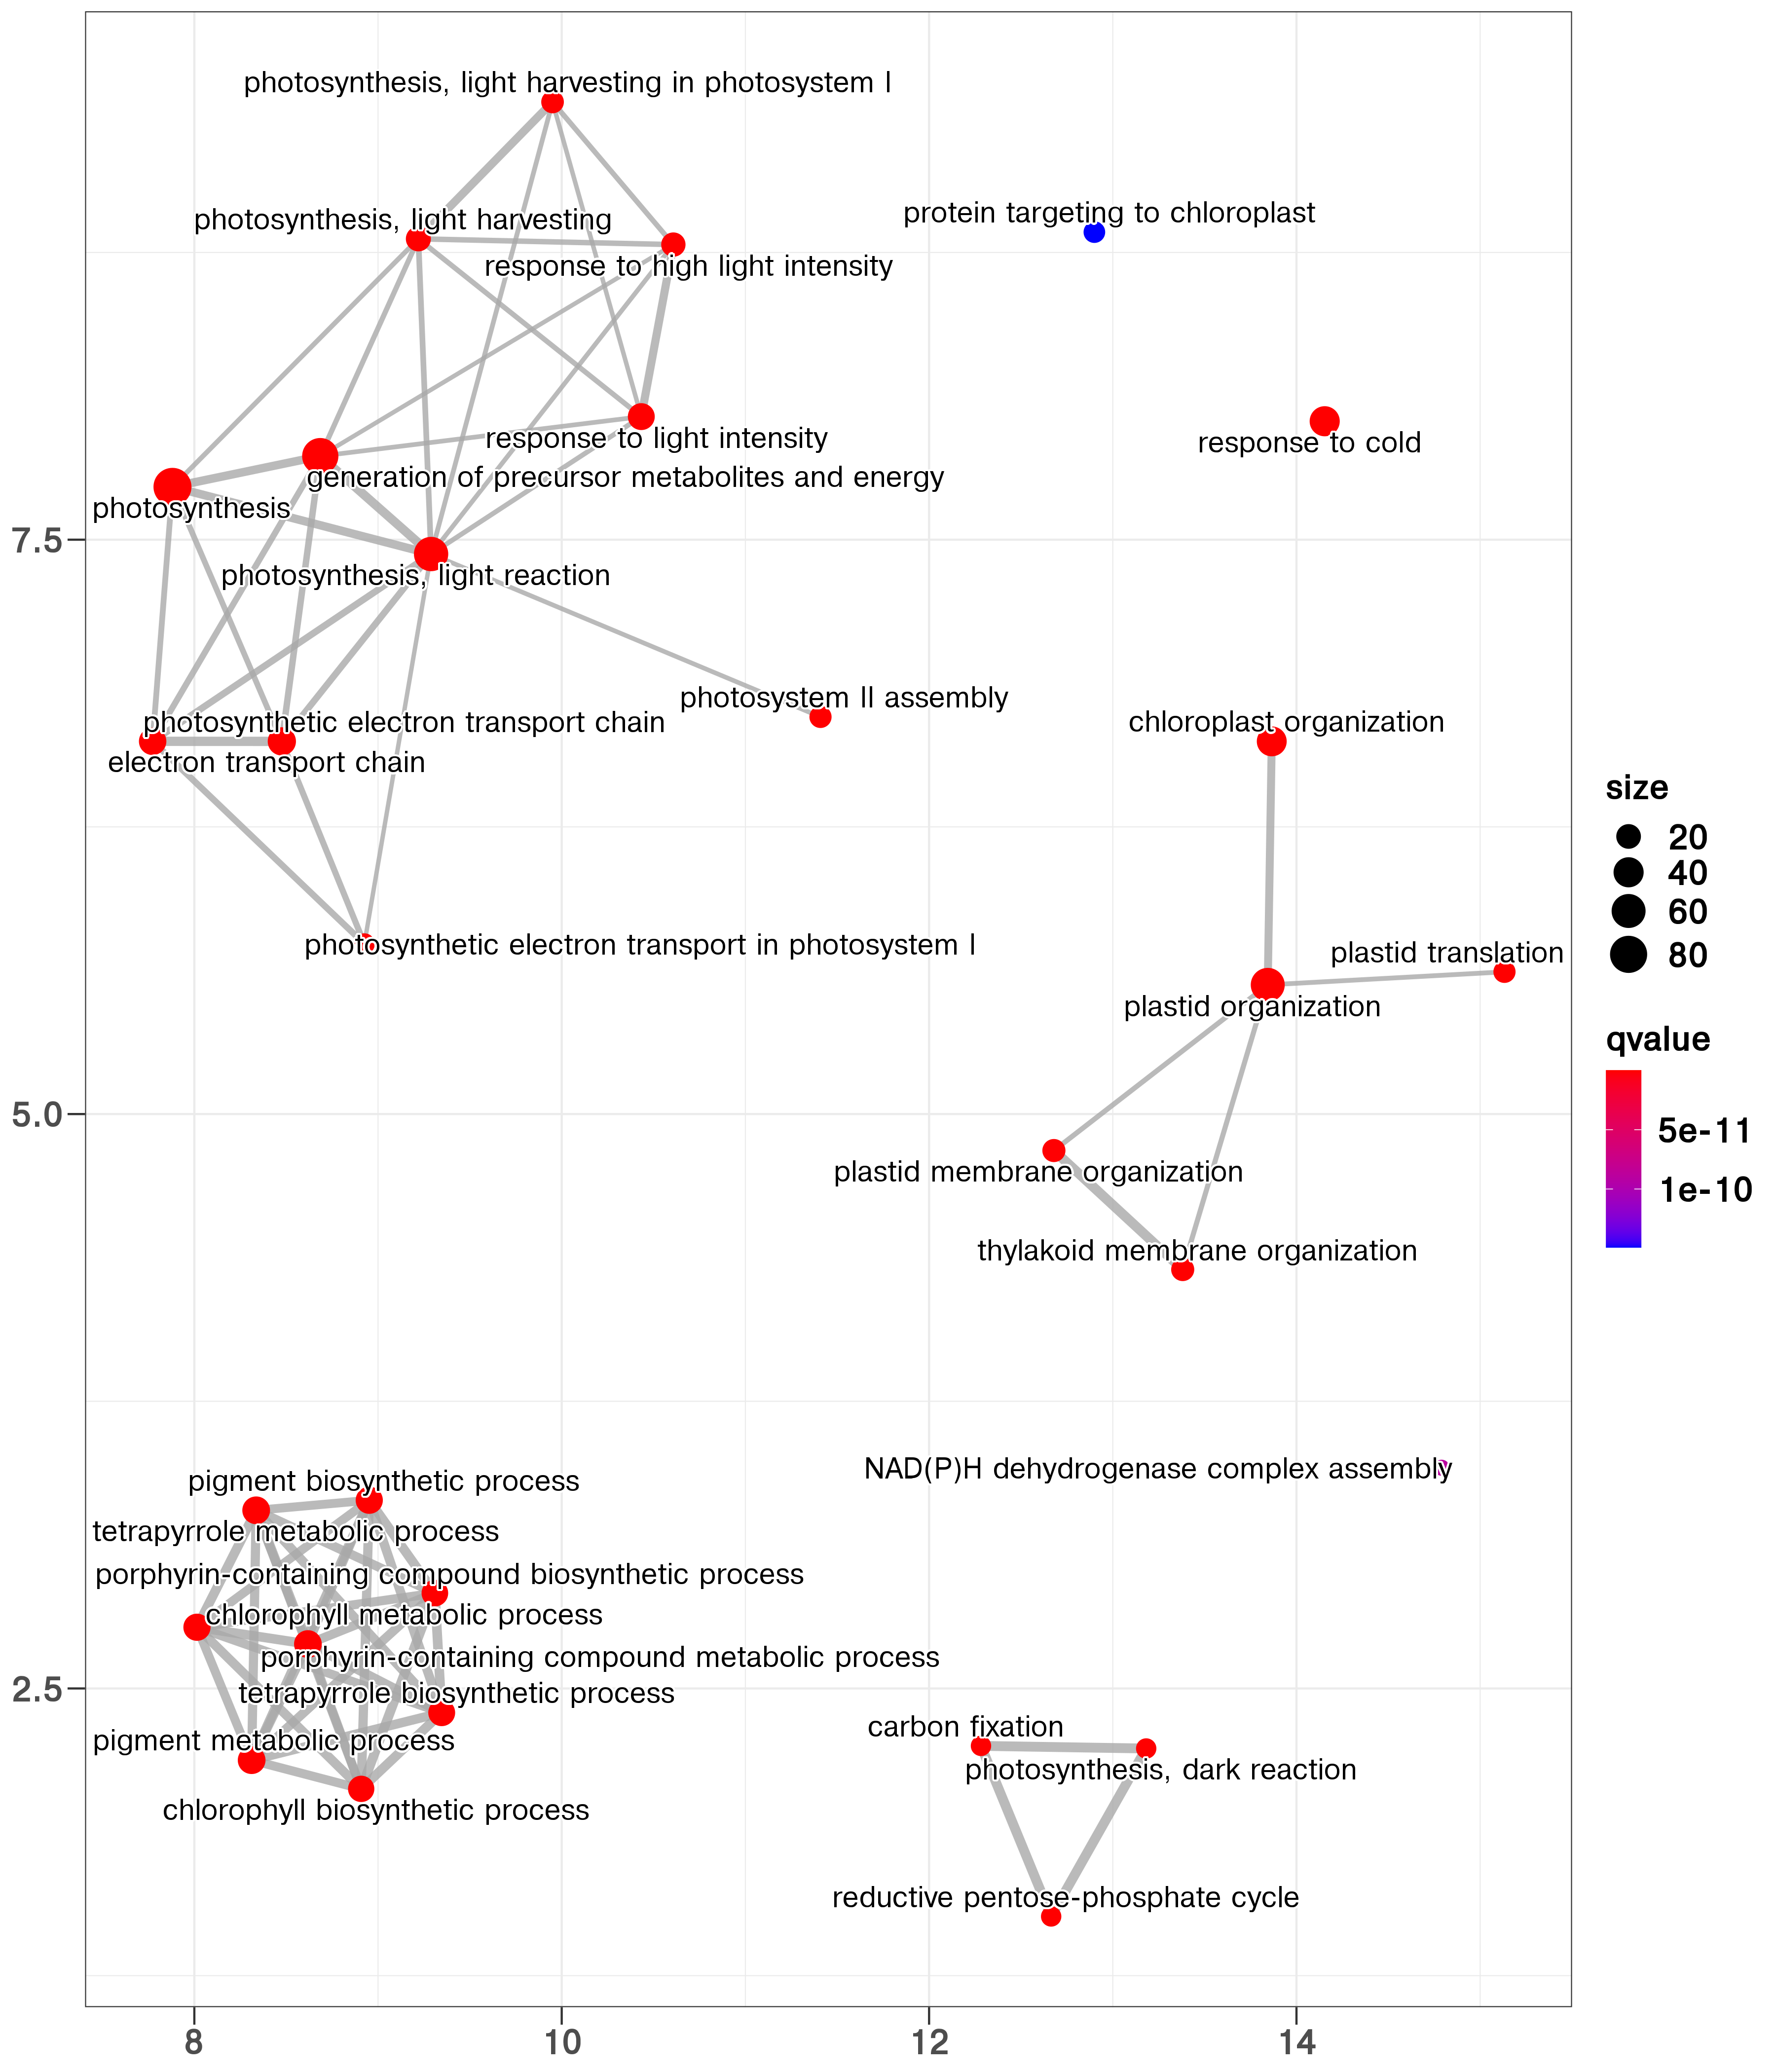 photosynthesis, light harvesting in photosystem I
protein targeting to chloroplast
photosynthesis, light harvesting
response to high light intensity
response to light intensity
response to cold
generation of precursor metabolites and energy
photosynthesis
7.5
photosynthesis, light reaction
photosystem II assembly
photosynthetic electron transport chain
chloroplast organization
electron transport chain
photosynthetic electron transport in photosystem I
plastid translation
plastid organization
5.0
plastid membrane organization
thylakoid membrane organization
NAD(P)H dehydrogenase complex assembly
pigment biosynthetic process
tetrapyrrole metabolic process
porphyrin-containing compound biosynthetic process
chlorophyll metabolic process
porphyrin-containing compound metabolic process
2.5
tetrapyrrole biosynthetic process
carbon fixation
pigment metabolic process
photosynthesis, dark reaction
chlorophyll biosynthetic process
reductive pentose-phosphate cycle
8 10 12 14
size
20
40
60
80
qvalue
5e-11
1e-10